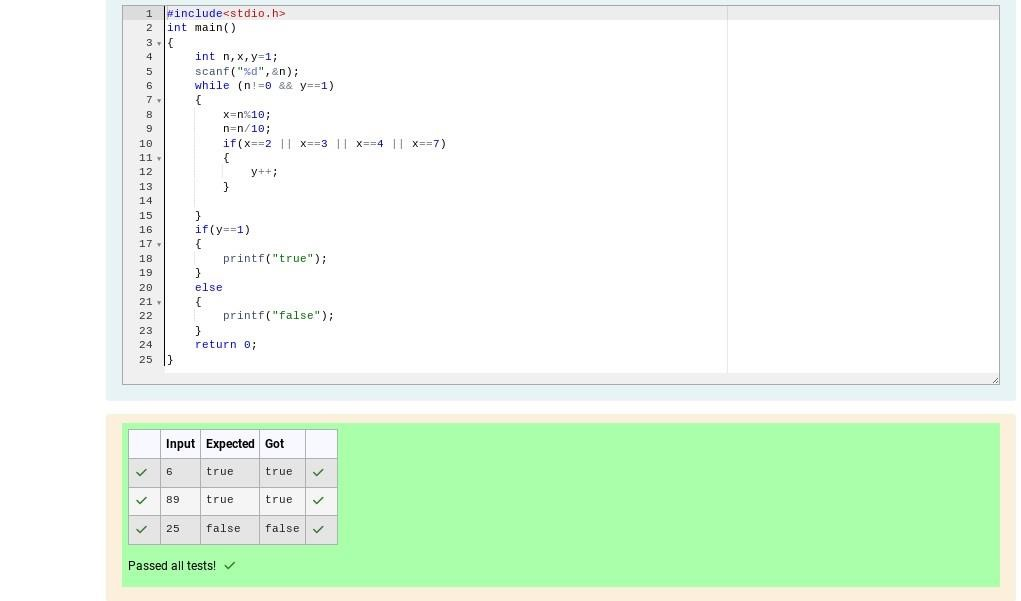 1 #include<stdio.h>
2 int main()
3 {
4     int n,x,y=1;
5     scanf("%d",&n);
6     while (n!=0 && y==1)
7     {
8         x=n%10;
9         n=n/10;
10         if(x==2 || x==3 || x==4 || x==7)
11         {
12             y++;
13         }
14
15     }
16     if(y==1)
17     {
18         printf("true");
19     }
20     else
21     {
22         printf("false");
23     }
24     return 0;
25 }
Input Expected Got
6 true true
89 true true
25 false false
Passed all tests!